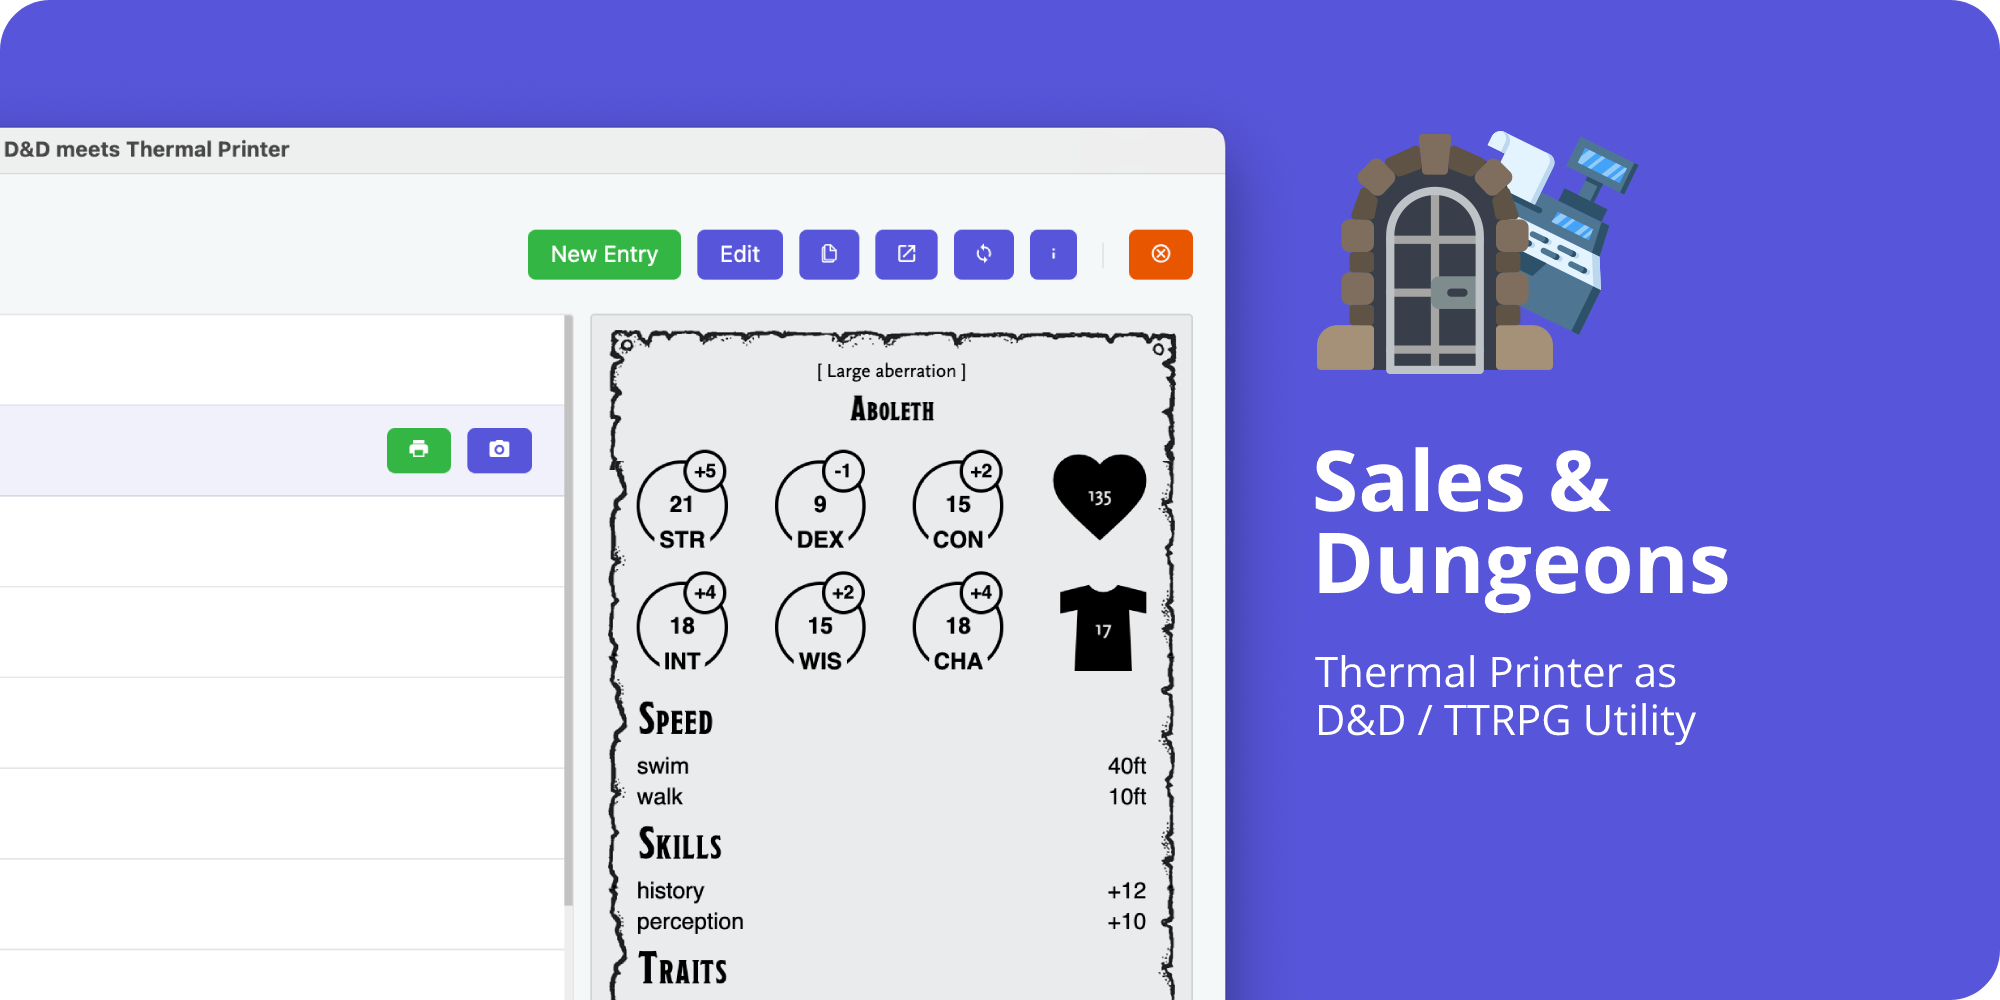 D&D meets Thermal Printer
New Entry
Edit
[ Large aberration ]
Aboleth
+5
21
STR
-1
9
DEX
+2
15
CON
135
+4
18
INT
+2
15
WIS
+4
18
CHA
17
Speed
swim 40ft
walk 10ft
Skills
history +12
perception +10
Traits
Sales &
Dungeons
Thermal Printer as
D&D / TTRPG Utility